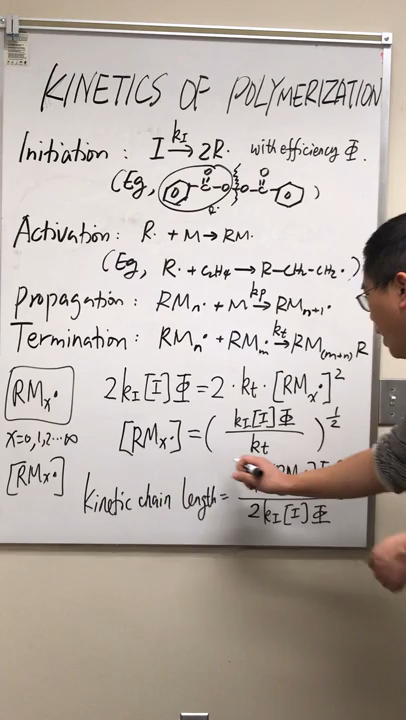 KINETICS OF POLYMERIZATION
Initiation : I kI→ 2R· with efficiency Φ.
(Eg, C O O O C O R· )
Activation: R· + M → RM·
(Eg, R· + C₂H₄ → R-CH₂-CH₂· )
Propagation: RMn· + M kp→ RMn+1·
Termination: RMn· + RMm· kt→ RM(m+n) R
RMx·
2kI[I]Φ = 2·kt·[RMx·]²
x=0,1,2...∞
[RMx·] = ( kI[I]Φ / kt )^1/2
[RMx·]
Kinetic chain length = / 2kI[I]Φ